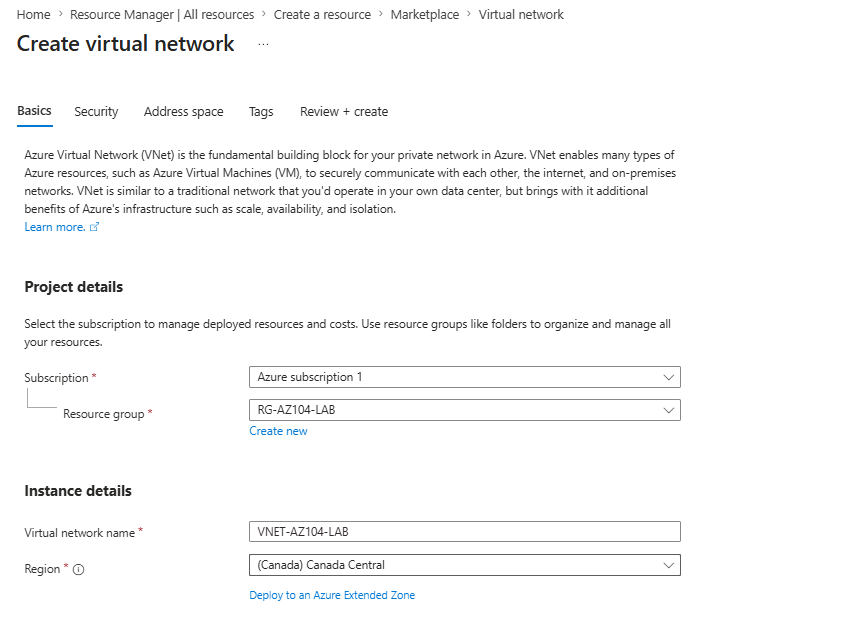 Home > Resource Manager | All resources > Create a resource > Marketplace > Virtual network
Create virtual network ...
Basics Security Address space Tags Review + create
Azure Virtual Network (VNet) is the fundamental building block for your private network in Azure. VNet enables many types of
Azure resources, such as Azure Virtual Machines (VM), to securely communicate with each other, the internet, and on-premises
networks. VNet is similar to a traditional network that you'd operate in your own data center, but brings with it additional
benefits of Azure's infrastructure such as scale, availability, and isolation.
Learn more.
Project details
Select the subscription to manage deployed resources and costs. Use resource groups like folders to organize and manage all
your resources.
Subscription * Azure subscription 1
Resource group * RG-AZ104-LAB
Create new
Instance details
Virtual network name * VNET-AZ104-LAB
Region * (Canada) Canada Central
Deploy to an Azure Extended Zone